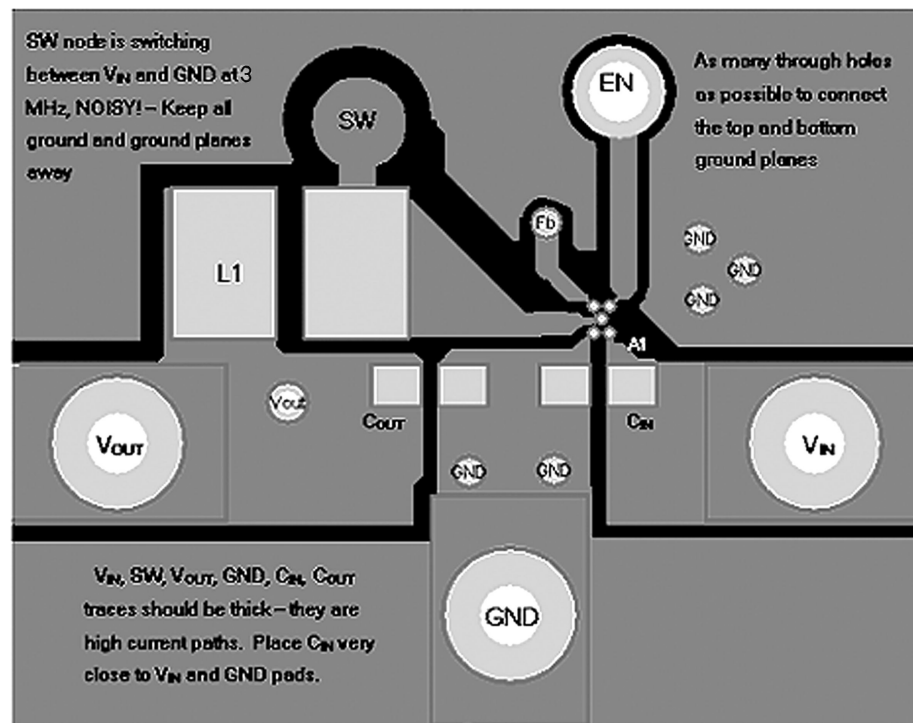 SW node is switching
between VIN and GND at 3
MHz, NOISY! – Keep all
ground and ground planes
away
SW
EN
As many through holes
as possible to connect
the top and bottom
ground planes
Fb
GND
GND
GND
L1
A1
Vout
COUT
CIN
VOUT
VIN
GND
GND
VIN, SW, VOUT, GND, CIN, COUT
traces should be thick – they are
high current paths. Place CIN very
close to VIN and GND pads.
GND